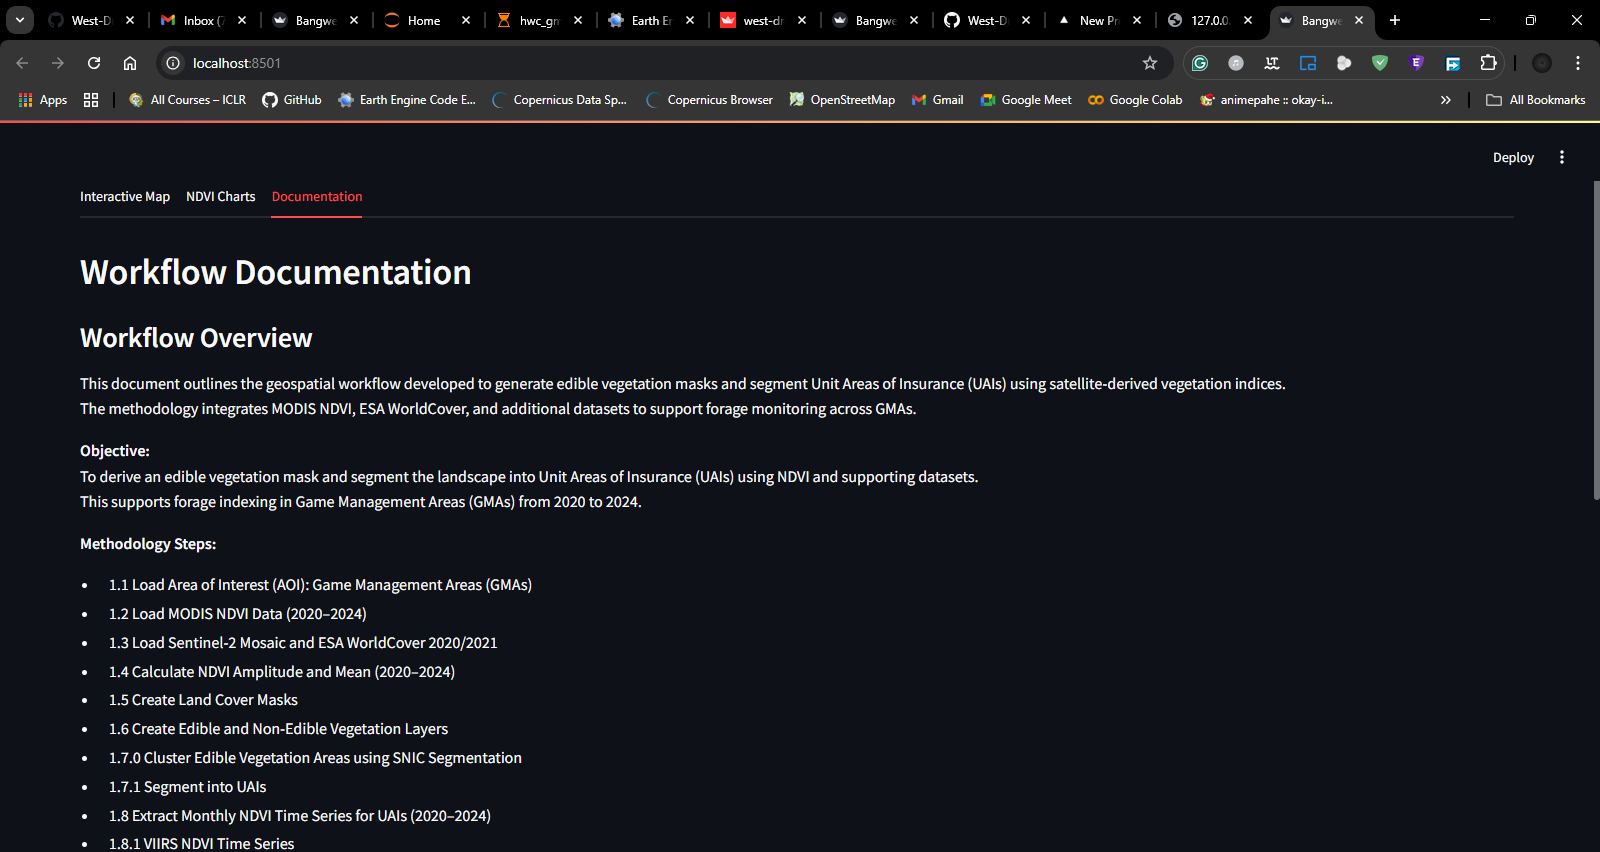 West-D
Inbox (7
Bangwe
Home
hwc_gm
Earth E
west-dr
Bangwe
West-D
New Pr
127.0.0.
Bangwe
localhost:8501
Apps
All Courses – ICLR
GitHub
Earth Engine Code E...
Copernicus Data Sp...
Copernicus Browser
OpenStreetMap
Gmail
Google Meet
Google Colab
animepahe :: okay-i...
All Bookmarks
Deploy
Interactive Map
NDVI Charts
Documentation
Workflow Documentation
Workflow Overview
This document outlines the geospatial workflow developed to generate edible vegetation masks and segment Unit Areas of Insurance (UAIs) using satellite-derived vegetation indices.
The methodology integrates MODIS NDVI, ESA WorldCover, and additional datasets to support forage monitoring across GMAs.
Objective:
To derive an edible vegetation mask and segment the landscape into Unit Areas of Insurance (UAIs) using NDVI and supporting datasets.
This supports forage indexing in Game Management Areas (GMAs) from 2020 to 2024.
Methodology Steps:
• 1.1 Load Area of Interest (AOI): Game Management Areas (GMAs)
• 1.2 Load MODIS NDVI Data (2020–2024)
• 1.3 Load Sentinel-2 Mosaic and ESA WorldCover 2020/2021
• 1.4 Calculate NDVI Amplitude and Mean (2020–2024)
• 1.5 Create Land Cover Masks
• 1.6 Create Edible and Non-Edible Vegetation Layers
• 1.7.0 Cluster Edible Vegetation Areas using SNIC Segmentation
• 1.7.1 Segment into UAIs
• 1.8 Extract Monthly NDVI Time Series for UAIs (2020–2024)
• 1.8.1 VIIRS NDVI Time Series